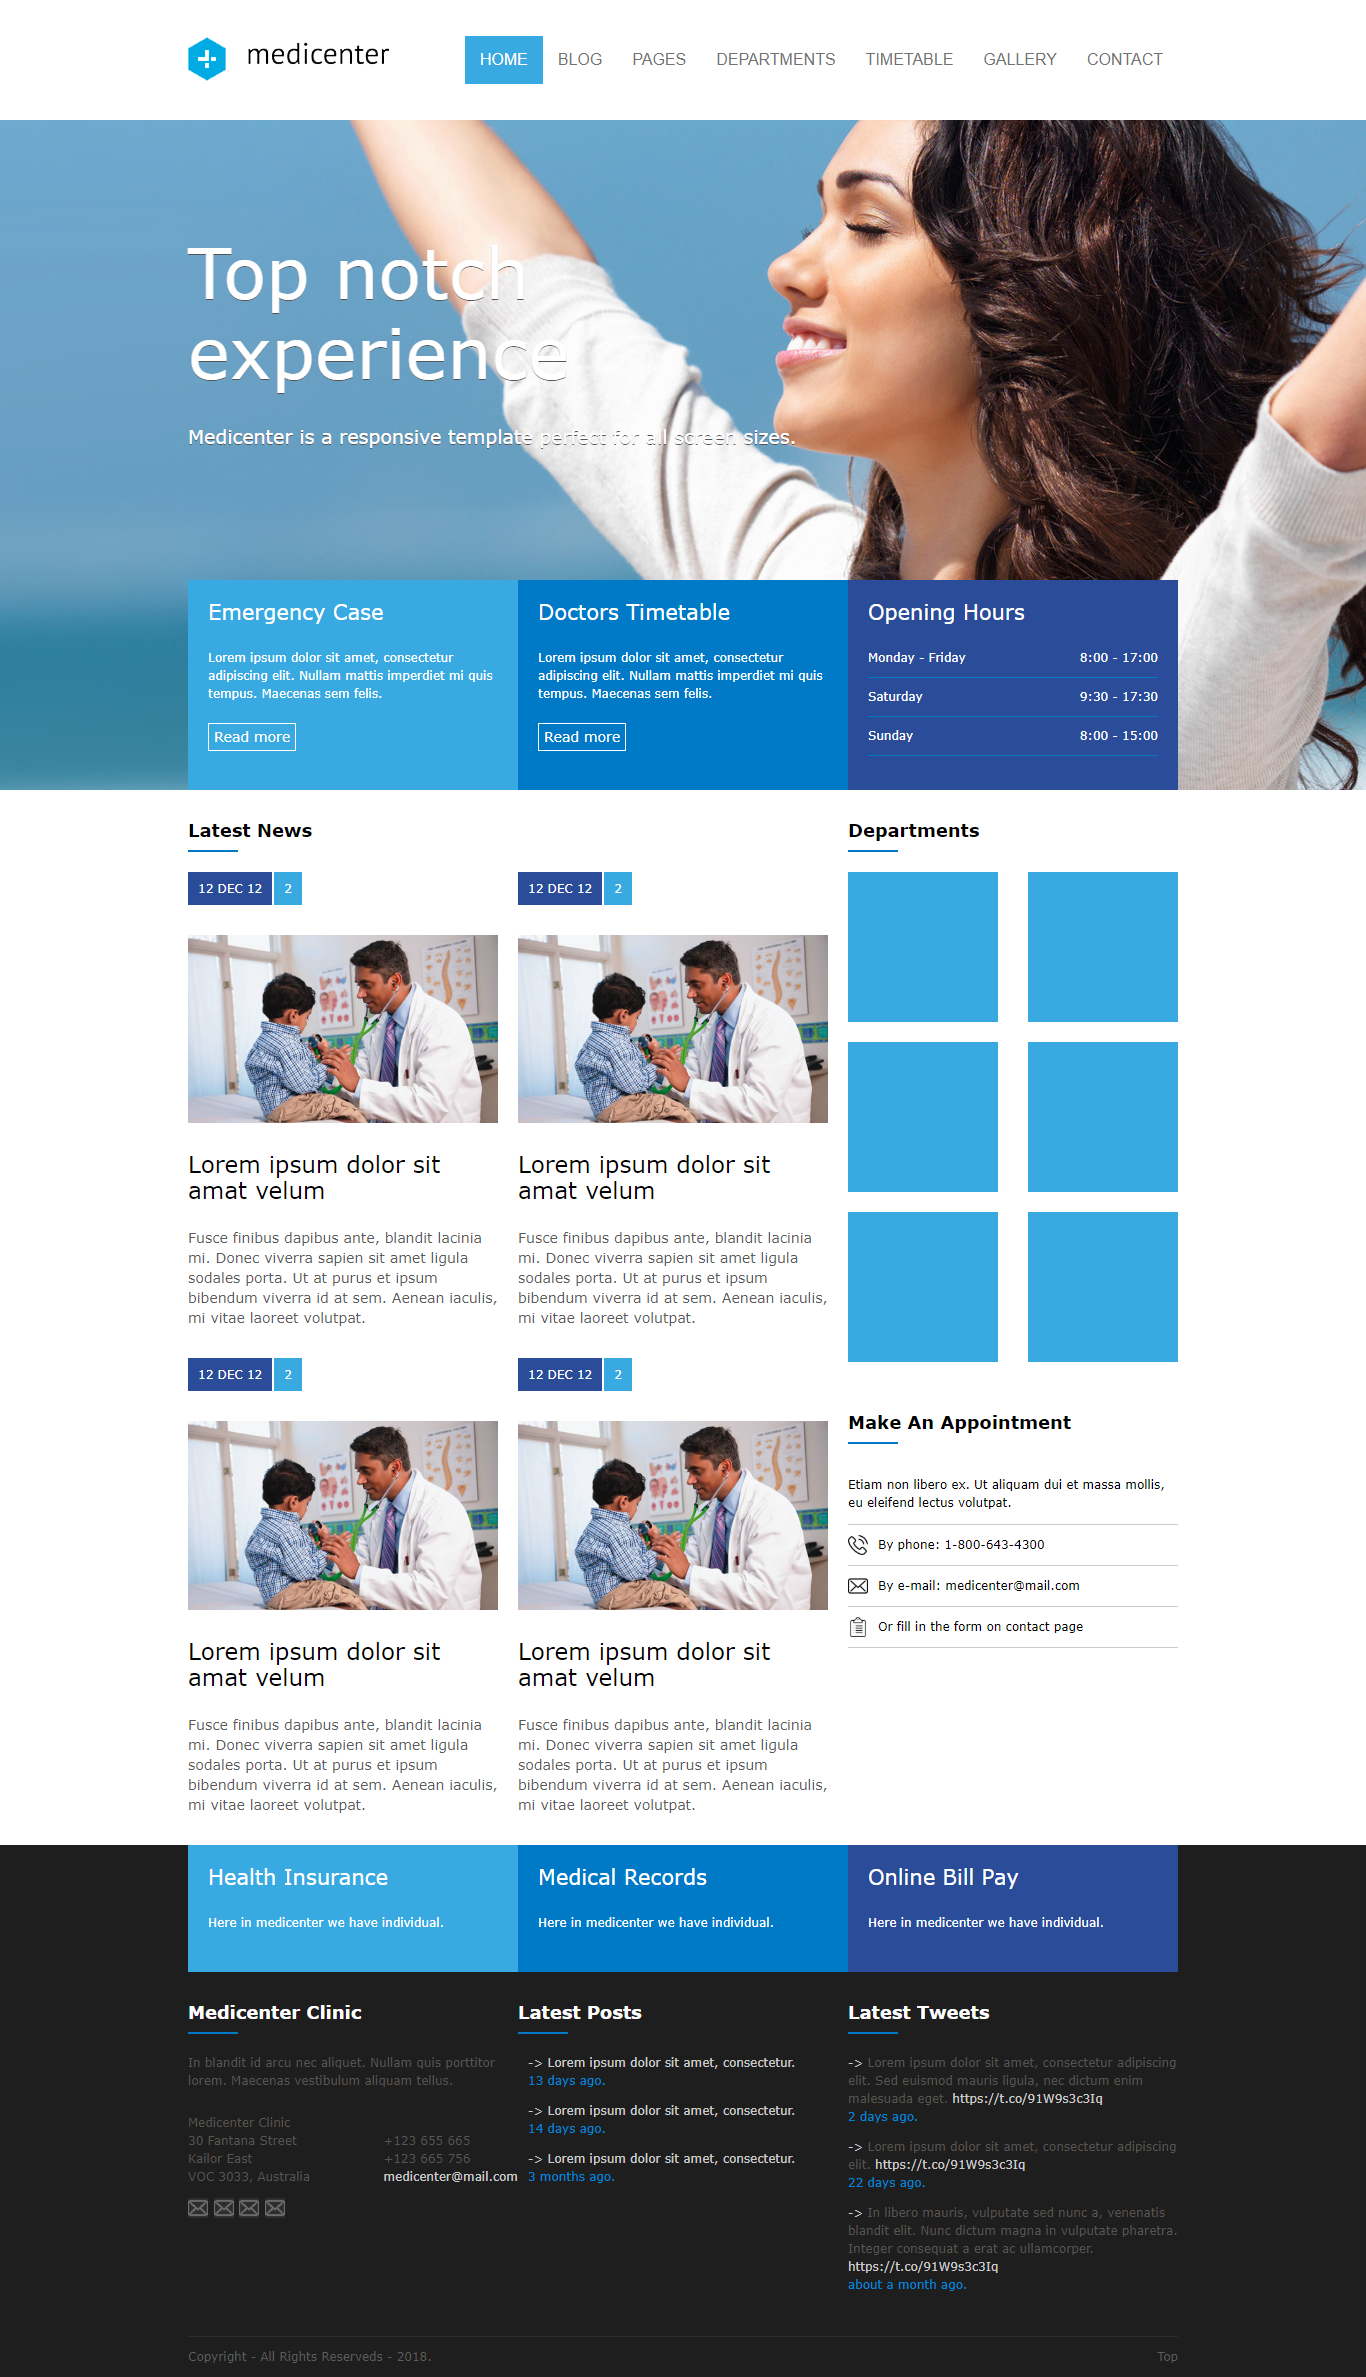 medicenter
HOME BLOG PAGES DEPARTMENTS TIMETABLE GALLERY CONTACT
Top notch
experience
Medicenter is a responsive template perfect for all screen sizes.
Emergency Case
Lorem ipsum dolor sit amet, consectetur
adipiscing elit. Nullam mattis imperdiet mi quis
tempus. Maecenas sem felis.
Read more
Doctors Timetable
Lorem ipsum dolor sit amet, consectetur
adipiscing elit. Nullam mattis imperdiet mi quis
tempus. Maecenas sem felis.
Read more
Opening Hours
Monday - Friday 8:00 - 17:00
Saturday 9:30 - 17:30
Sunday 8:00 - 15:00
Latest News
12 DEC 12 2
Lorem ipsum dolor sit
amat velum
Fusce finibus dapibus ante, blandit lacinia
mi. Donec viverra sapien sit amet ligula
sodales porta. Ut at purus et ipsum
bibendum viverra id at sem. Aenean iaculis,
mi vitae laoreet volutpat.
12 DEC 12 2
Lorem ipsum dolor sit
amat velum
Fusce finibus dapibus ante, blandit lacinia
mi. Donec viverra sapien sit amet ligula
sodales porta. Ut at purus et ipsum
bibendum viverra id at sem. Aenean iaculis,
mi vitae laoreet volutpat.
12 DEC 12 2
Lorem ipsum dolor sit
amat velum
Fusce finibus dapibus ante, blandit lacinia
mi. Donec viverra sapien sit amet ligula
sodales porta. Ut at purus et ipsum
bibendum viverra id at sem. Aenean iaculis,
mi vitae laoreet volutpat.
12 DEC 12 2
Lorem ipsum dolor sit
amat velum
Fusce finibus dapibus ante, blandit lacinia
mi. Donec viverra sapien sit amet ligula
sodales porta. Ut at purus et ipsum
bibendum viverra id at sem. Aenean iaculis,
mi vitae laoreet volutpat.
Departments
Make An Appointment
Etiam non libero ex. Ut aliquam dui et massa mollis,
eu eleifend lectus volutpat.
By phone: 1-800-643-4300
By e-mail: medicenter@mail.com
Or fill in the form on contact page
Health Insurance
Here in medicenter we have individual.
Medical Records
Here in medicenter we have individual.
Online Bill Pay
Here in medicenter we have individual.
Medicenter Clinic
In blandit id arcu nec aliquet. Nullam quis porttitor
lorem. Maecenas vestibulum aliquam tellus.
Medicenter Clinic
30 Fantana Street +123 655 665
Kailor East +123 665 756
VOC 3033, Australia medicenter@mail.com
Latest Posts
-> Lorem ipsum dolor sit amet, consectetur.
13 days ago.
-> Lorem ipsum dolor sit amet, consectetur.
14 days ago.
-> Lorem ipsum dolor sit amet, consectetur.
3 months ago.
Latest Tweets
-> Lorem ipsum dolor sit amet, consectetur adipiscing
elit. Sed euismod mauris ligula, nec dictum enim
malesuada eget. https://t.co/91W9s3c3Iq
2 days ago.
-> Lorem ipsum dolor sit amet, consectetur adipiscing
elit. https://t.co/91W9s3c3Iq
22 days ago.
-> In libero mauris, vulputate sed nunc a, venenatis
blandit elit. Nunc dictum magna in vulputate pharetra.
Integer consequat a erat ac ullamcorper.
https://t.co/91W9s3c3Iq
about a month ago.
Copyright - All Rights Reserveds - 2018. Top